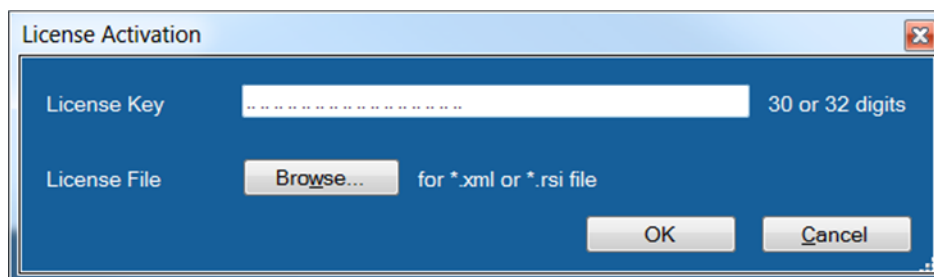 License Activation
License Key .. .. .. .. .. .. .. .. .. .. .. .. .. .. .. .. 30 or 32 digits
License File Browse... for *.xml or *.rsi file
OK Cancel